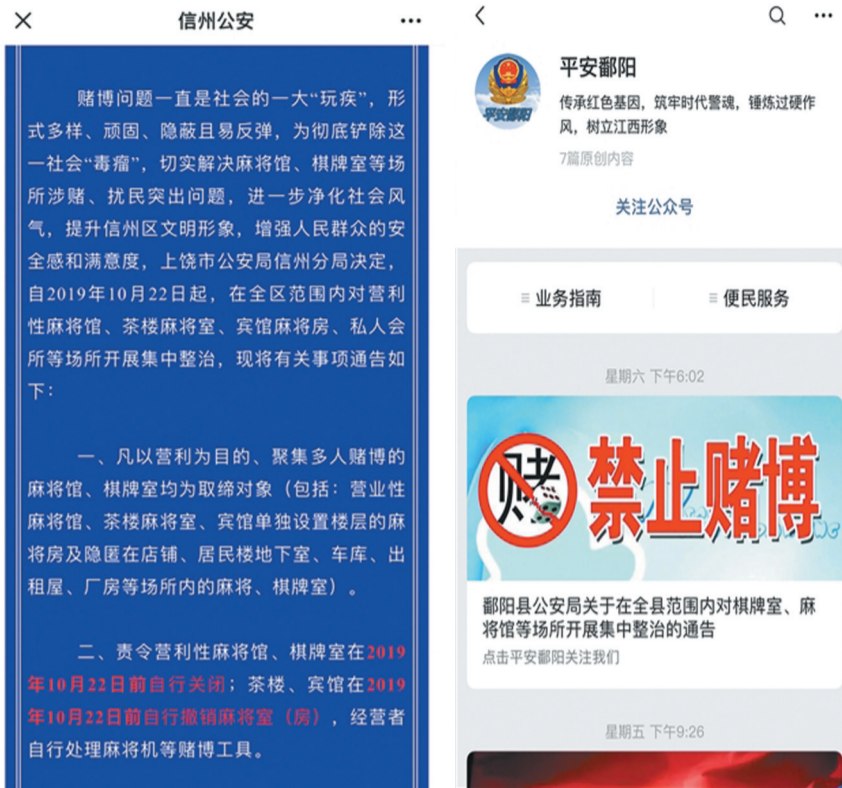 信州公安
赌博问题一直是社会的一大“玩疾”，形
式多样、顽固、隐蔽且易反弹，为彻底铲除这
一社会“毒瘤”，切实解决麻将馆、棋牌室等场
所涉赌、扰民突出问题，进一步净化社会风
气，提升信州区文明形象，增强人民群众的安
全感和满意度，上饶市公安局信州分局决定，
自2019年10月22日起，在全区范围内对营利
性麻将馆、茶楼麻将室、宾馆麻将房、私人会
所等场所开展集中整治，现将有关事项通告如
下：
一、凡以营利为目的、聚集多人赌博的
麻将馆、棋牌室均为取缔对象（包括：营业性
麻将馆、茶楼麻将室、宾馆单独设置楼层的麻
将房及隐匿在店铺、居民楼地下室、车库、出
租屋、厂房等场所内的麻将、棋牌室）。
二、责令营利性麻将馆、棋牌室在2019
年10月22日前自行关闭；茶楼、宾馆在2019
年10月22日前自行撤销麻将室（房），经营者
自行处理麻将机等赌博工具。
平安鄱阳
平安鄱阳
传承红色基因，筑牢时代警魂，锤炼过硬作
风，树立江西形象
7篇原创内容
关注公众号
业务指南
便民服务
星期六 下午6:02
赌
禁止赌博
鄱阳县公安局关于在全县范围内对棋牌室、麻
将馆等场所开展集中整治的通告
点击平安鄱阳关注我们
星期五 下午9:26